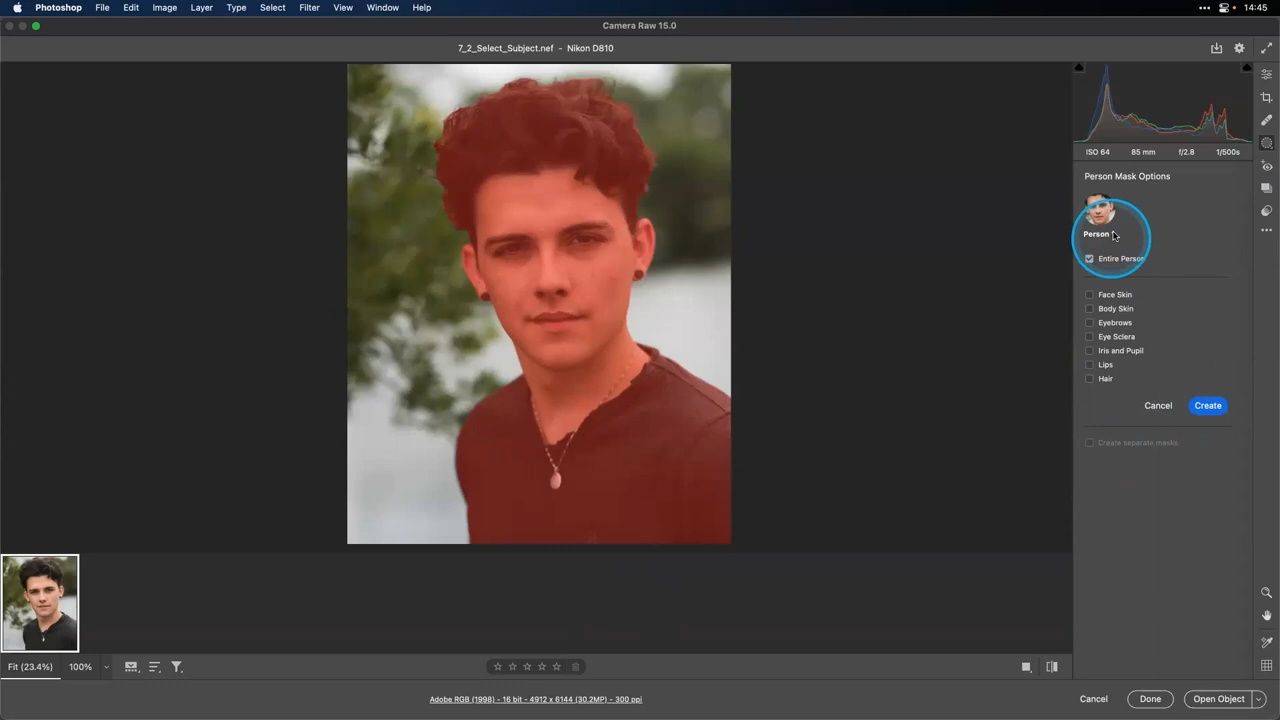 Photoshop File Edit Image Layer Type Select Filter View Window Help 14:45
Camera Raw 15.0
7_2_Select_Subject.nef - Nikon D810
ISO 64 85 mm f/2.8 1/500s
Person Mask Options
Person
Entire Person
Face Skin
Body Skin
Eyebrows
Eye Sclera
Iris and Pupil
Lips
Hair
Cancel Create
Create separate masks
Fit (23.4%) 100%
Adobe RGB (1998) - 16 bit - 4912 x 6144 (30.2MP) - 300 ppi
Cancel Done Open Object